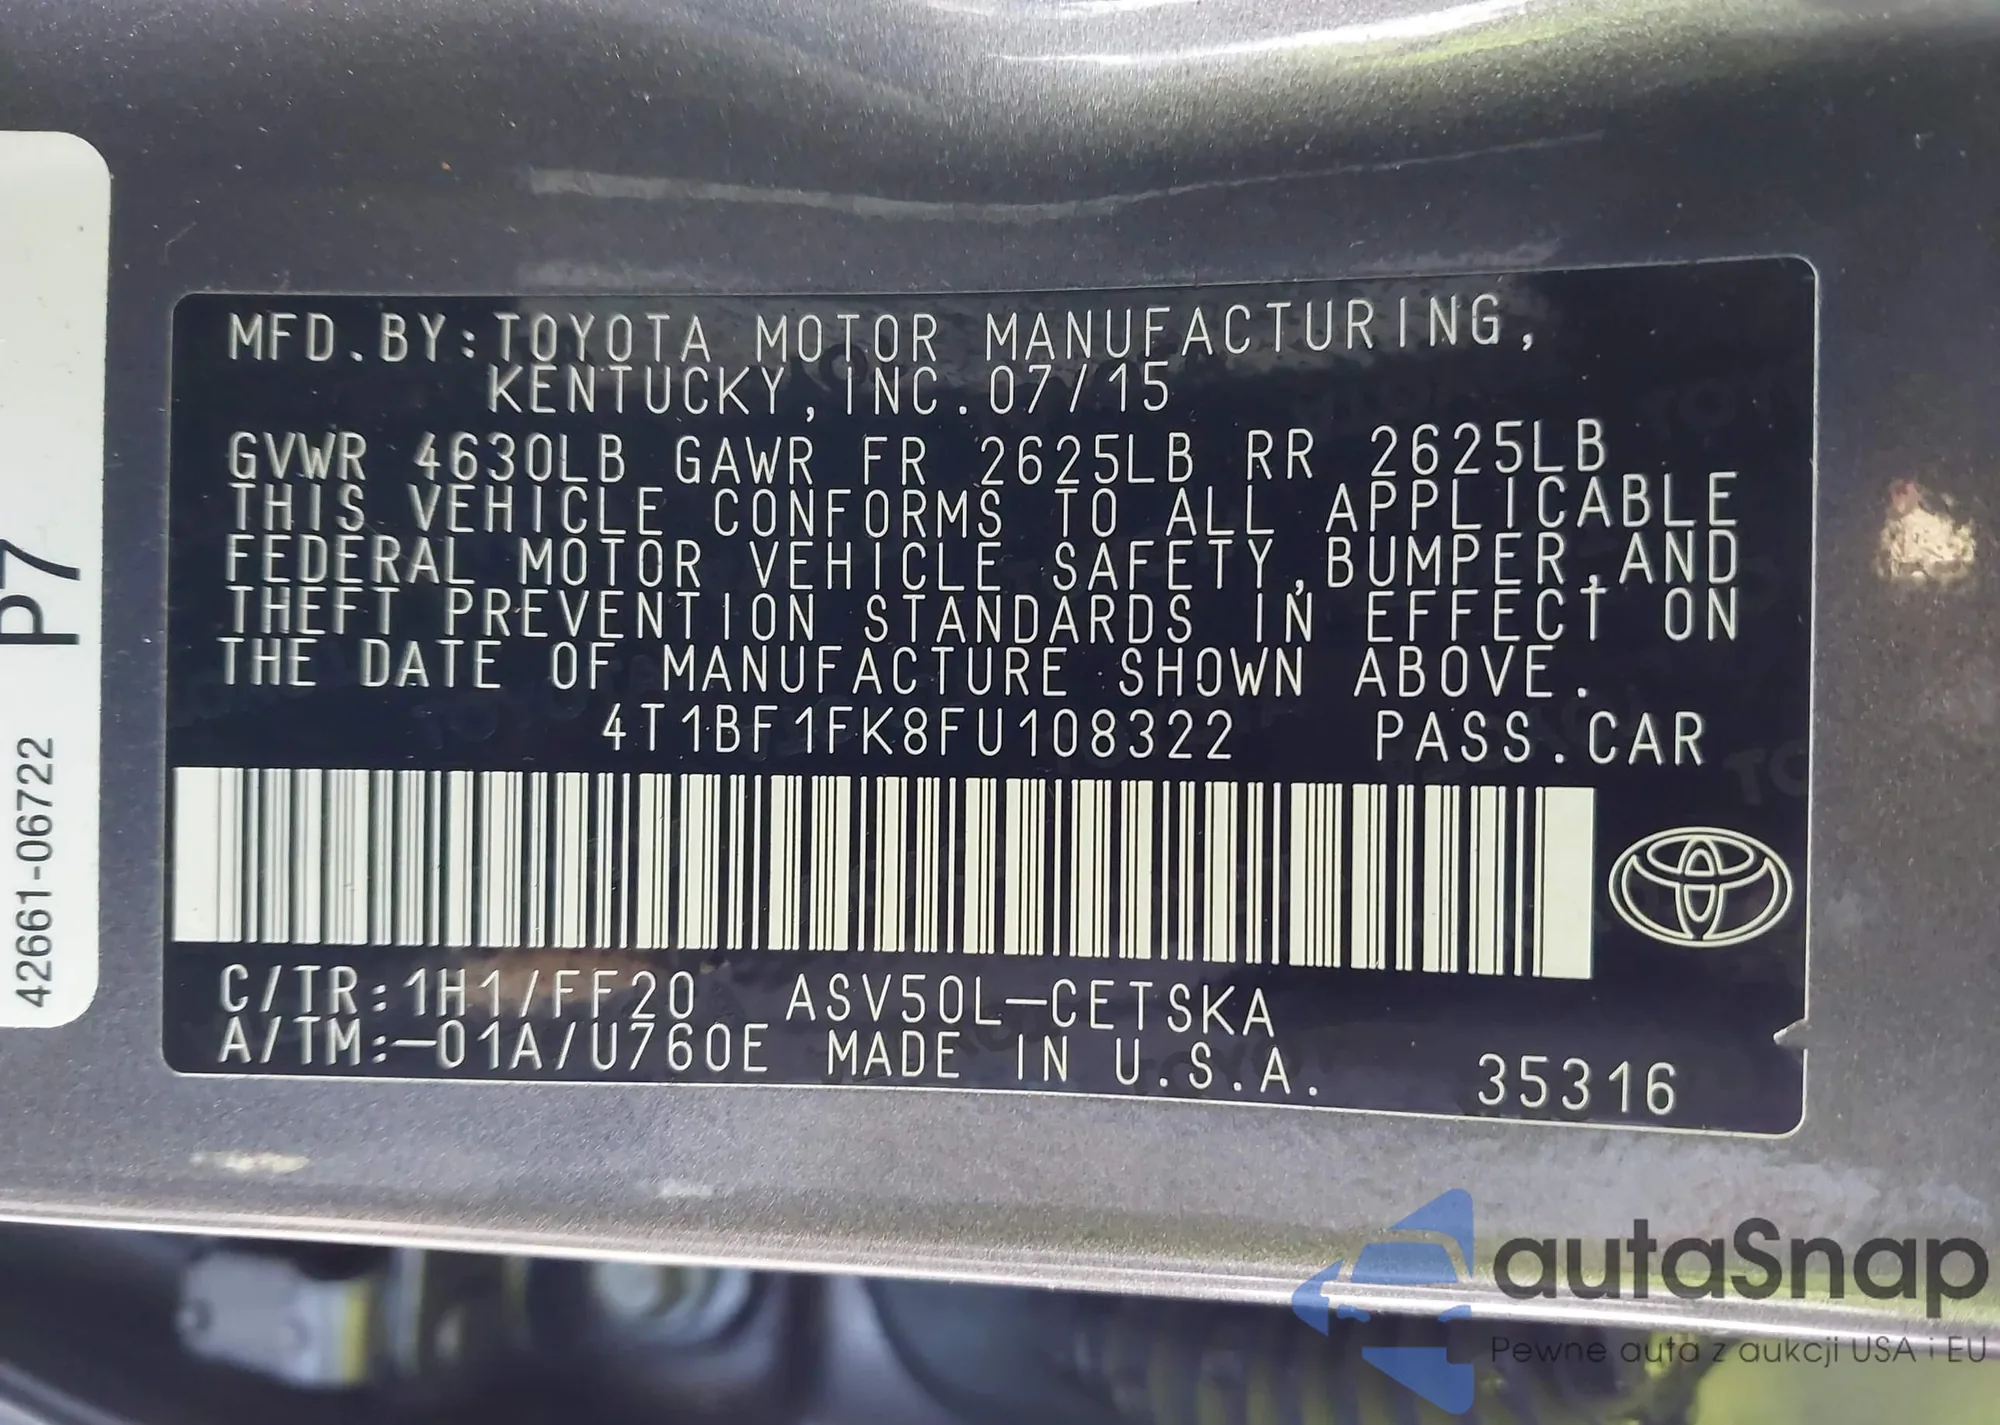 MFD.BY:TOYOTA MOTOR MANUFACTURING,
KENTUCKY,INC.07/15
GVWR 4630LB GAWR FR 2625LB RR 2625LB
THIS VEHICLE CONFORMS TO ALL APPLICABLE
FEDERAL MOTOR VEHICLE SAFETY,BUMPER,AND
THEFT PREVENTION STANDARDS IN EFFECT ON
THE DATE OF MANUFACTURE SHOWN ABOVE.
4T1BF1FK8FU108322 PASS.CAR
C/TR:1H1/FF20 ASV50L-CETSKA
A/TM:-01A/U760E MADE IN U.S.A. 35316
42661-06722 P7
autaSnap
Pewne auta z aukcji USA i EU